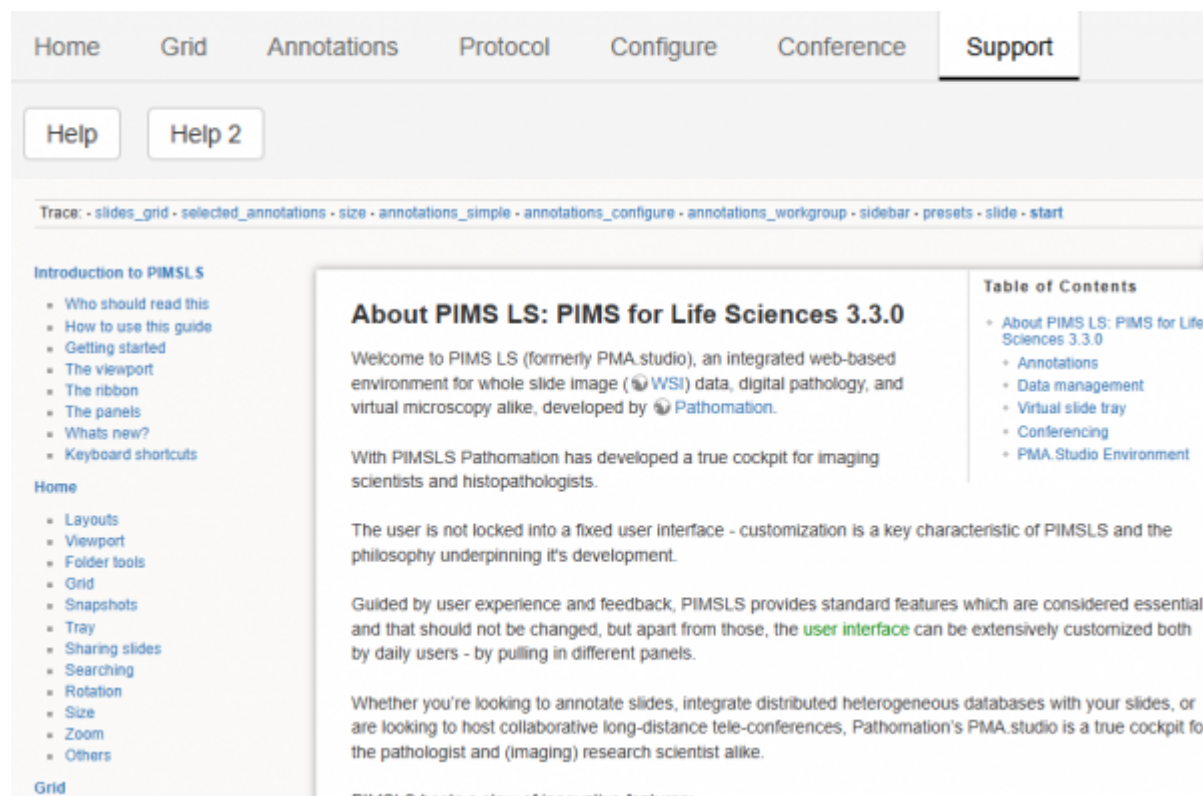 Home Grid Annotations Protocol Configure Conference Support
Help Help 2
Trace: - slides_grid - selected_annotations - size - annotations_simple - annotations_configure - annotations_workgroup - sidebar - presets - slide - start
Introduction to PIMSLS
Who should read this
How to use this guide
Getting started
The viewport
The ribbon
The panels
Whats new?
Keyboard shortcuts
Home
Layouts
Viewport
Folder tools
Grid
Snapshots
Tray
Sharing slides
Searching
Rotation
Size
Zoom
Others
Grid
About PIMS LS: PIMS for Life Sciences 3.3.0
Welcome to PIMS LS (formerly PMA.studio), an integrated web-based
environment for whole slide image (WSI) data, digital pathology, and
virtual microscopy alike, developed by Pathomation.
With PIMSLS Pathomation has developed a true cockpit for imaging
scientists and histopathologists.
The user is not locked into a fixed user interface - customization is a key characteristic of PIMSLS and the
philosophy underpinning it's development.
Guided by user experience and feedback, PIMSLS provides standard features which are considered essential
and that should not be changed, but apart from those, the user interface can be extensively customized both
by daily users - by pulling in different panels.
Whether you're looking to annotate slides, integrate distributed heterogeneous databases with your slides, or
are looking to host collaborative long-distance tele-conferences, Pathomation's PMA.studio is a true cockpit fo
the pathologist and (imaging) research scientist alike.
Table of Contents
About PIMS LS: PIMS for Life
Sciences 3.3.0
Annotations
Data management
Virtual slide tray
Conferencing
PMA.Studio Environment